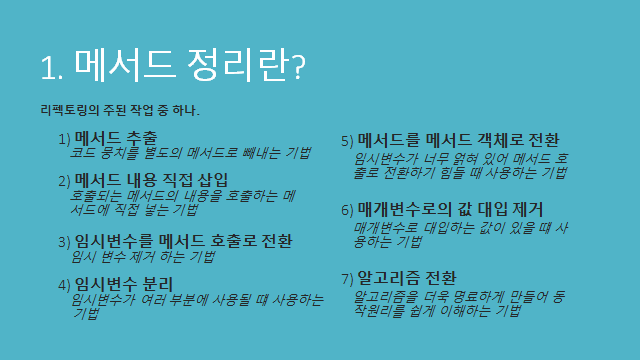 1. 메서드 정리란?
리펙토링의 주된 작업 중 하나.
1) 메서드 추출
코드 뭉치를 별도의 메서드로 빼내는 기법
2) 메서드 내용 직접 삽입
호출되는 메서드의 내용을 호출하는 메
서드에 직접 넣는 기법
3) 임시변수를 메서드 호출로 전환
임시 변수 제거 하는 기법
4) 임시변수 분리
임시변수가 여러 부분에 사용될 때 사용하는
기법
5) 메서드를 메서드 객체로 전환
임시변수가 너무 얽혀 있어 메서드 호
출로 전환하기 힘들 때 사용하는 기법
6) 매개변수로의 값 대입 제거
매개변수로 대입하는 값이 있을 때 사
용하는 기법
7) 알고리즘 전환
알고리즘을 더욱 명료하게 만들어 동
작원리를 쉽게 이해하는 기법